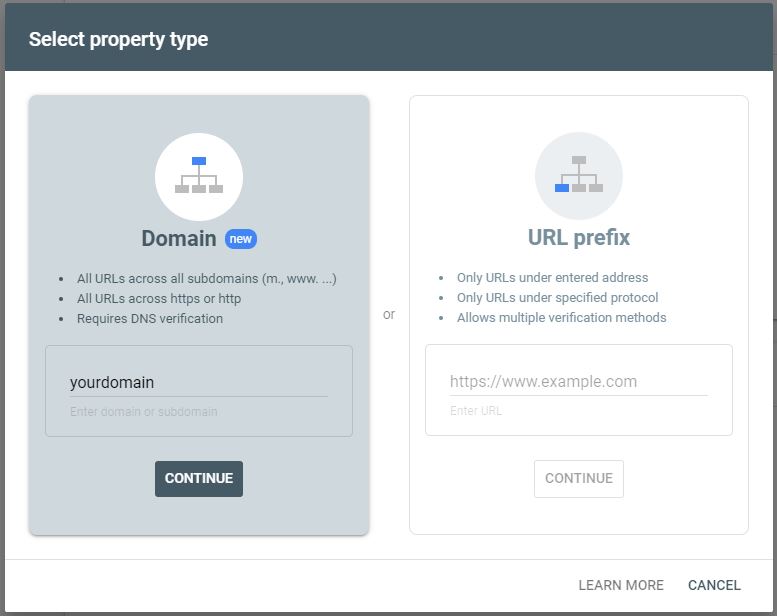 Select property type
Domain new
All URLs across all subdomains (m., www. ...)
All URLs across https or http
Requires DNS verification
yourdomain
Enter domain or subdomain
CONTINUE
or
URL prefix
Only URLs under entered address
Only URLs under specified protocol
Allows multiple verification methods
https://www.example.com
Enter URL
CONTINUE
LEARN MORE CANCEL